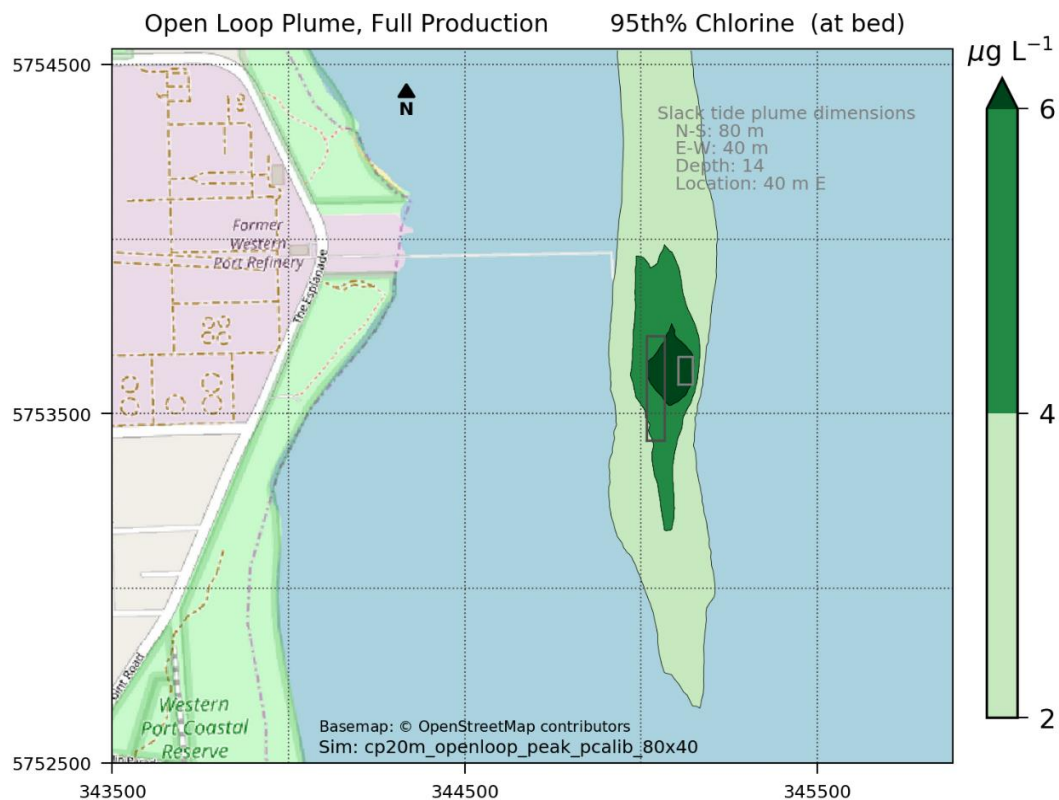 Open Loop Plume, Full Production 95th% Chlorine (at bed)
μg L⁻¹
5754500
6
Slack tide plume dimensions
N-S: 80 m
E-W: 40 m
Depth: 14
Location: 40 m E
N
Former
Western
Port Refinery
The Esplanade
5753500
4
Western
Port Coastal
Reserve
oint Road
Basemap: © OpenStreetMap contributors
Sim: cp20m_openloop_peak_pcalib_80x40
2
5752500
343500
344500
345500